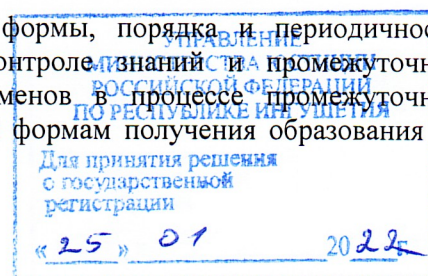 формы, порядка и периодичнос
УПРАВЛЕНИЕ
контроле знаний и промежуточн
МИНИСТЕРСТВА ЮСТИЦИИ
РОССИЙСКОЙ ФЕДЕРАЦИИ
менов в процессе промежуточн
ПО РЕСПУБЛИКЕ ИНГУШЕТИЯ
формам получения образования
Для принятия решения
о государственной
регистрации
« 25 » 01 2022 г.